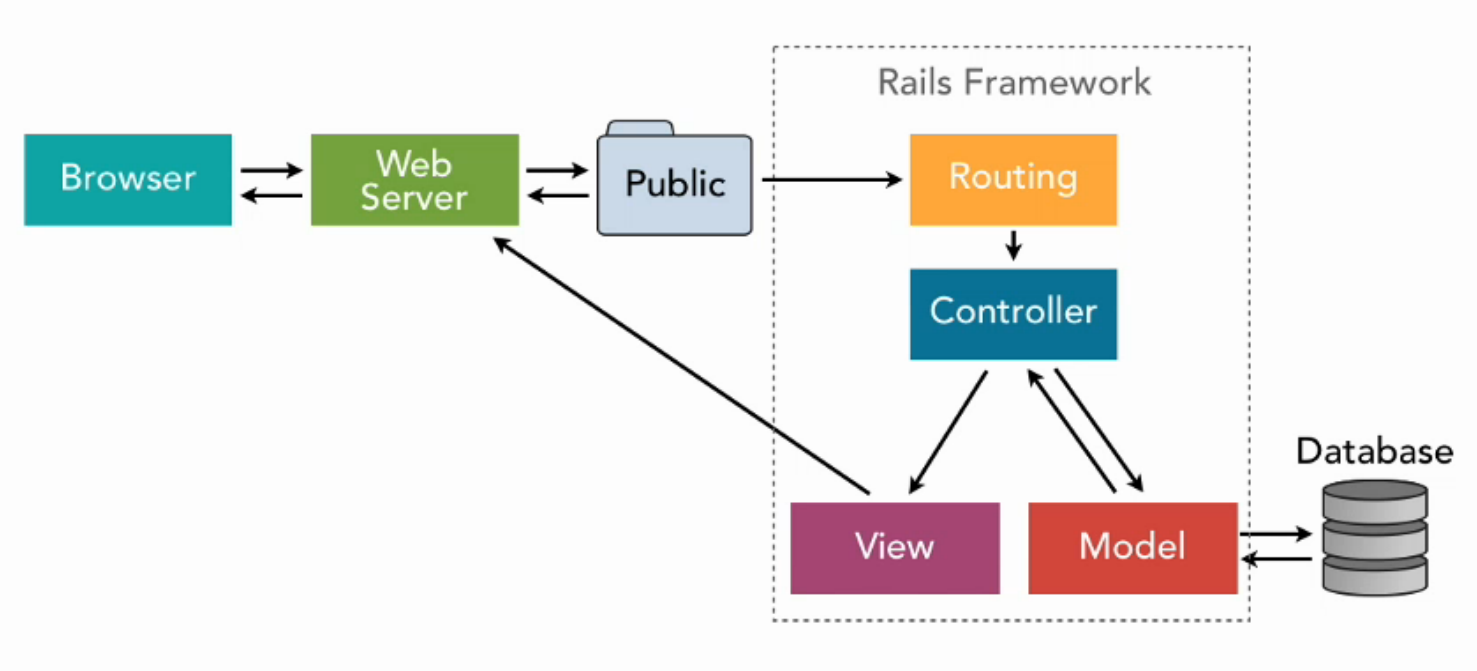 Rails Framework
Browser
Web
Server
Public
Routing
Controller
Database
View
Model